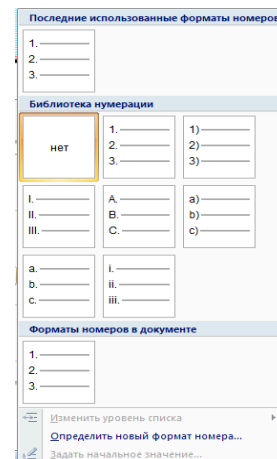 Последние использованные форматы номеров
1.
2.
3.
Библиотека нумерации
нет
1.
2.
3.
1)
2)
3)
I.
II.
III.
A.
B.
C.
a)
b)
c)
a.
b.
c.
i.
ii.
iii.
Форматы номеров в документе
1.
2.
3.
Изменить уровень списка
Определить новый формат номера...
Задать начальное значение...